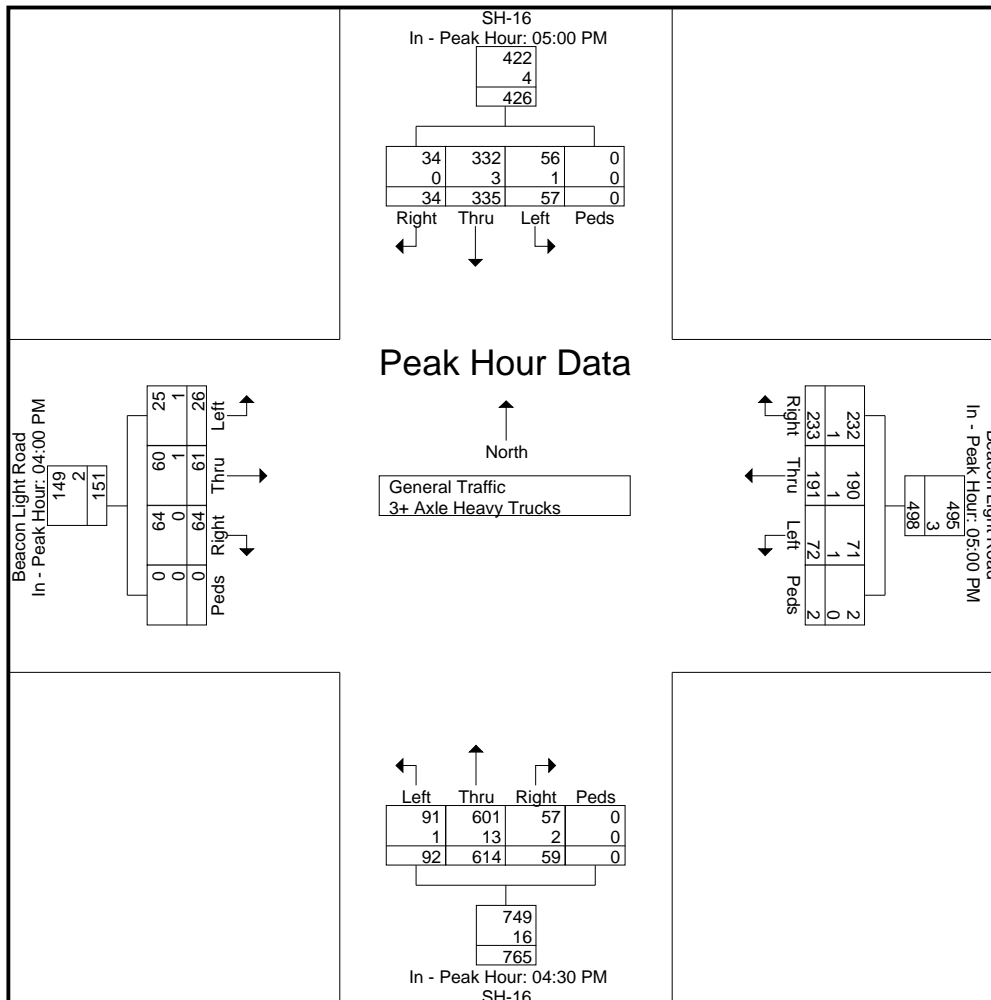 SH-16
In - Peak Hour: 05:00 PM
422
4
426
34 332 56 0
0 3 1 0
34 335 57 0
Right Thru Left Peds
Peak Hour Data
North
General Traffic
3+ Axle Heavy Trucks
Beacon Light Road
In - Peak Hour: 04:00 PM
149
2
151
25 60 64 0
1 1 0 0
26 61 64 0
Left Thru Right Peds
Beacon Light Road
In - Peak Hour: 05:00 PM
495
3
498
232 190 71 2
1 1 1 0
233 191 72 2
Right Thru Left Peds
Left Thru Right Peds
91 601 57 0
1 13 2 0
92 614 59 0
749
16
765
In - Peak Hour: 04:30 PM
SH-16